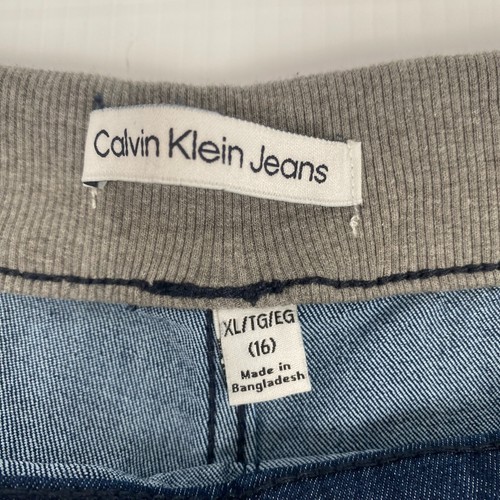 Calvin Klein Jeans
XL/TG/EG
(16)
Made in
Bangladesh